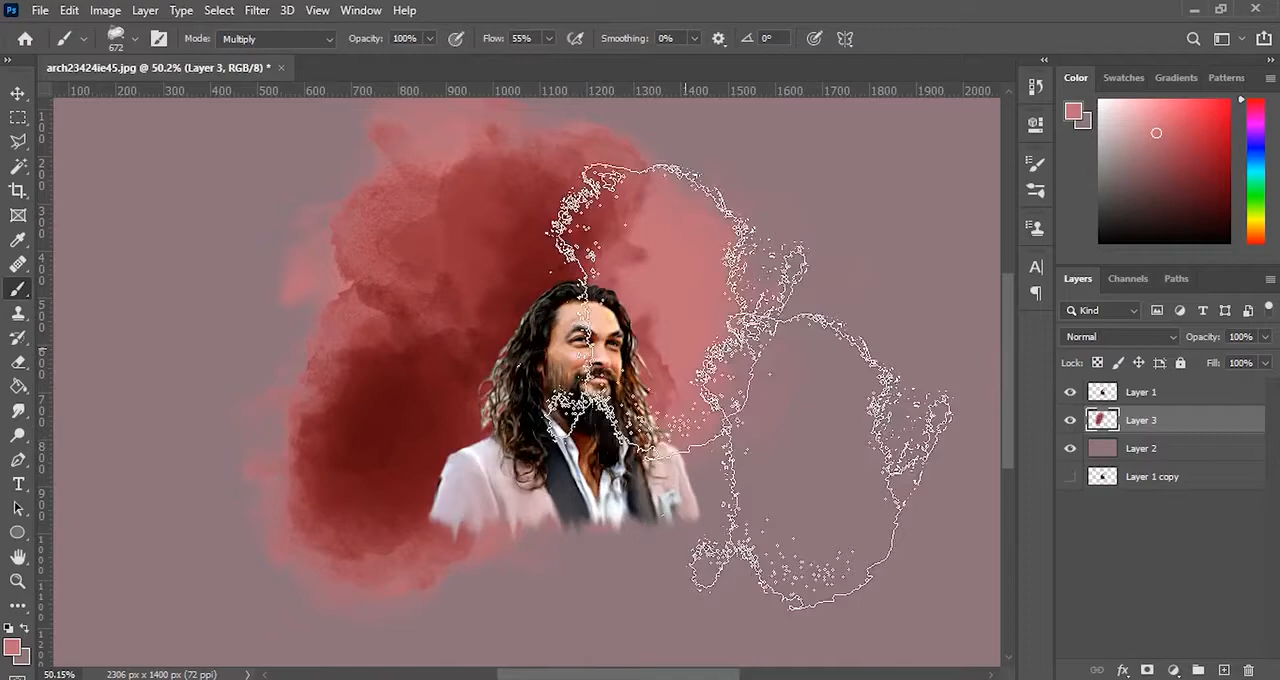 Ps File Edit Image Layer Type Select Filter 3D View Window Help
672 Mode: Multiply Opacity: 100% Flow: 55% Smoothing: 0% 0°
arch23424ie45.jpg @ 50.2% (Layer 3, RGB/8) * ×
100 200 300 400 500 600 700 800 900 1000 1100 1200 1300 1400 1500 1600 1700 1800 1900 2000
Color Swatches Gradients Patterns
Layers Channels Paths
Kind
Normal Opacity: 100%
Lock: Fill: 100%
Layer 1
Layer 3
Layer 2
Layer 1 copy
50.15% 2306 px x 1400 px (72 ppi)